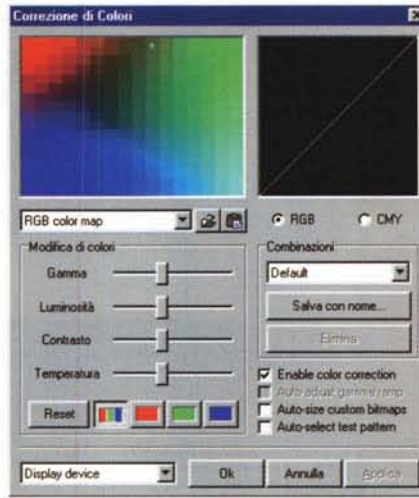 Correzione di Colori
RGB color map
RGB
CMY
Modifica di colori
Gamma
Luminosità
Contrasto
Temperatura
Reset
Combinazioni
Default
Salva con nome...
Elimina
Enable color correction
Auto-adjust gamma ramp
Auto-size custom bitmaps
Auto-select test pattern
Display device
Ok
Annulla
Applica